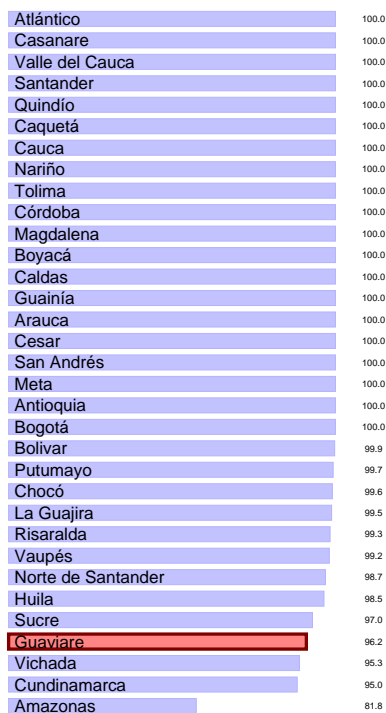 Atlántico 100.0
Casanare 100.0
Valle del Cauca 100.0
Santander 100.0
Quindío 100.0
Caquetá 100.0
Cauca 100.0
Nariño 100.0
Tolima 100.0
Córdoba 100.0
Magdalena 100.0
Boyacá 100.0
Caldas 100.0
Guainía 100.0
Arauca 100.0
Cesar 100.0
San Andrés 100.0
Meta 100.0
Antioquia 100.0
Bogotá 100.0
Bolivar 99.9
Putumayo 99.7
Chocó 99.6
La Guajira 99.5
Risaralda 99.3
Vaupés 99.2
Norte de Santander 98.7
Huila 98.5
Sucre 97.0
Guaviare 96.2
Vichada 95.3
Cundinamarca 95.0
Amazonas 81.8